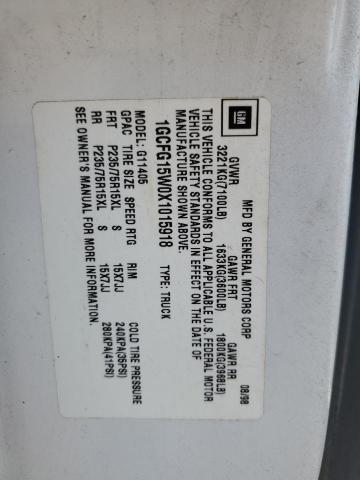 GM
MFD BY GENERAL MOTORS CORP 08/98
GVWR GAWR FRT GAWR RR
3221KG(7100LB) 1633KG(3600LB) 1800KG(3968LB)
THIS VEHICLE CONFORMS TO ALL APPLICABLE U.S. FEDERAL MOTOR
VEHICLE SAFETY STANDARDS IN EFFECT ON THE DATE OF
MANUFACTURE SHOWN ABOVE.
1GCFG15W0X1015918 TYPE: TRUCK
MODEL: G11405
GPAC TIRE SIZE SPEED RTG RIM COLD TIRE PRESSURE
FRT P235/75R15XL S 15X7JJ 240KPA(35PSI)
RR P235/75R15XL S 15X7JJ 280KPA(41PSI)
SEE OWNER'S MANUAL FOR MORE INFORMATION.